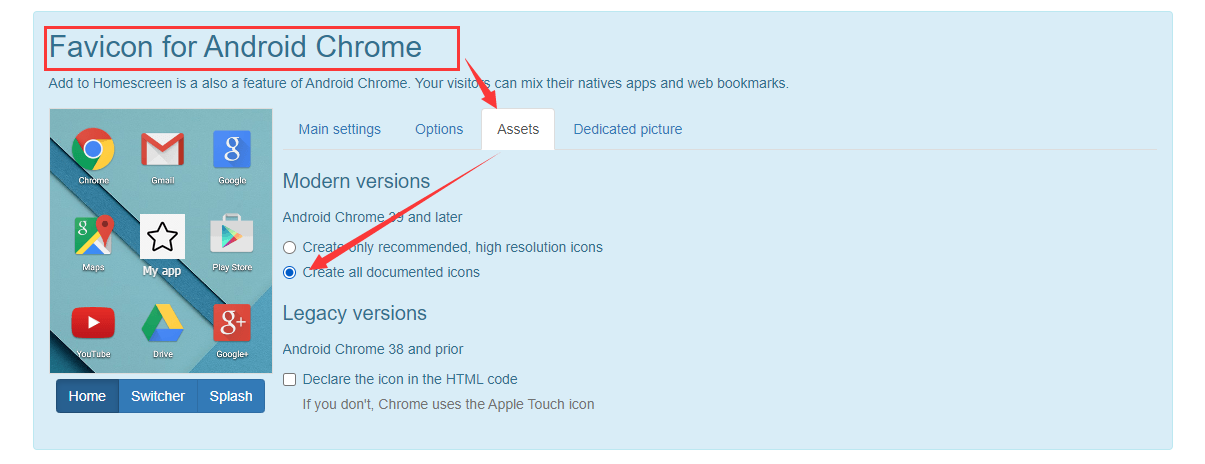 Favicon for Android Chrome
Add to Homescreen is a also a feature of Android Chrome. Your visitors can mix their natives apps and web bookmarks.
Main settings
Options
Assets
Dedicated picture
Chrome
Gmail
Google
Maps
My app
Play Store
YouTube
Drive
Google+
Home
Switcher
Splash
Modern versions
Android Chrome 39 and later
Create only recommended, high resolution icons
Create all documented icons
Legacy versions
Android Chrome 38 and prior
Declare the icon in the HTML code
If you don't, Chrome uses the Apple Touch icon